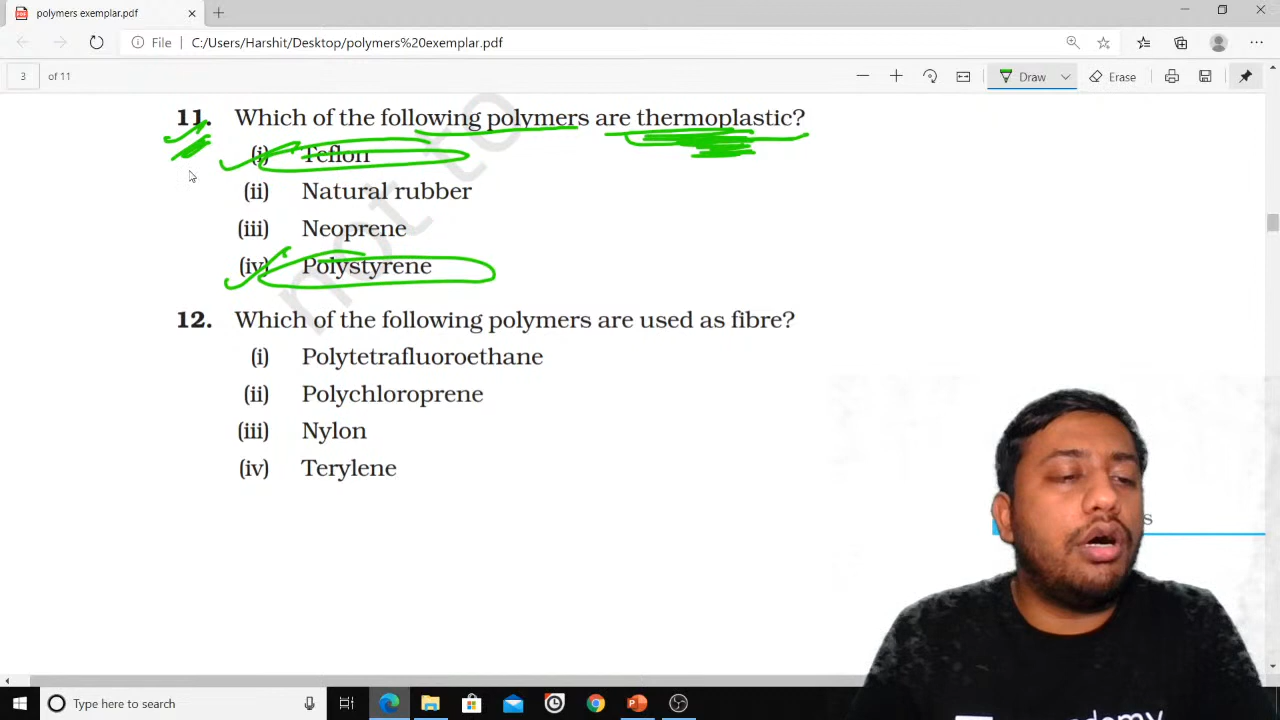 polymers exemplar.pdf
File C:/Users/Harshit/Desktop/polymers%20exemplar.pdf
3 of 11 Draw Erase
11. Which of the following polymers are thermoplastic?
(i) Teflon
(ii) Natural rubber
(iii) Neoprene
(iv) Polystyrene
not to
12. Which of the following polymers are used as fibre?
(i) Polytetrafluoroethane
(ii) Polychloroprene
(iii) Nylon
(iv) Terylene
Type here to search